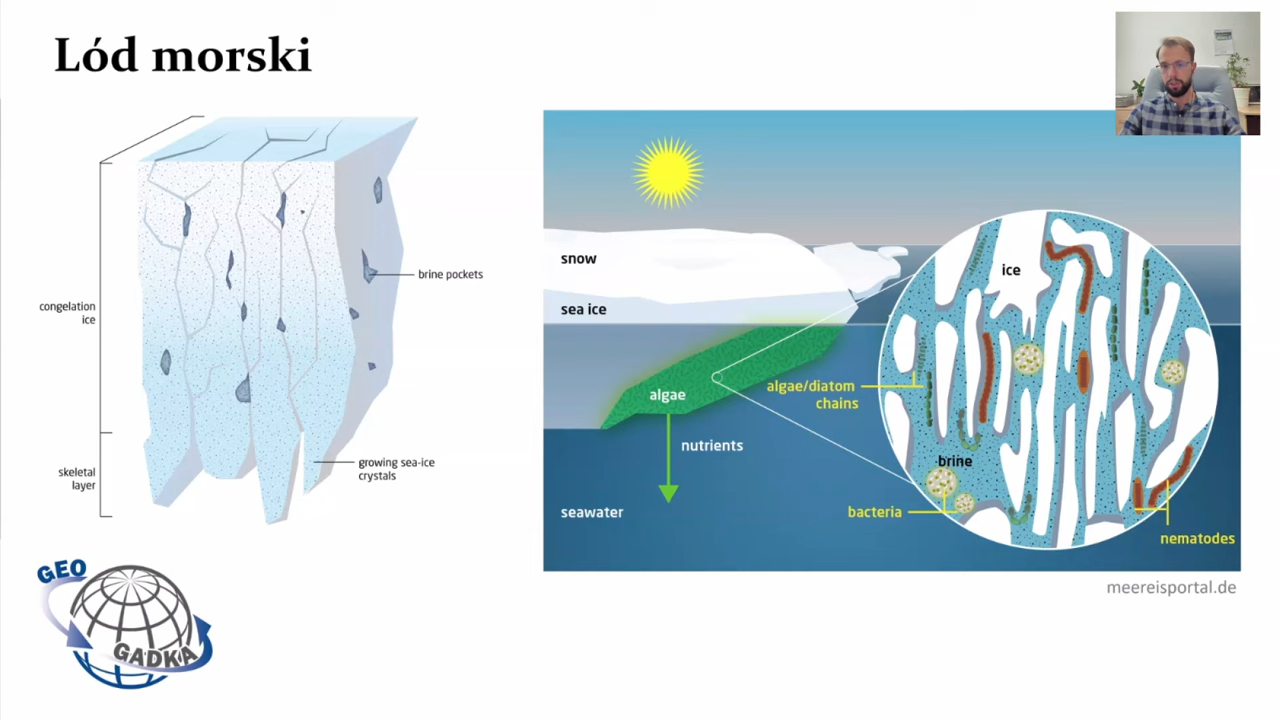 Lód morski
congelation
ice
brine pockets
skeletal
layer
growing sea-ice
crystals
snow
sea ice
algae
nutrients
seawater
ice
algae/diatom
chains
brine
bacteria
nematodes
meereisportal.de
GEO
GADKA